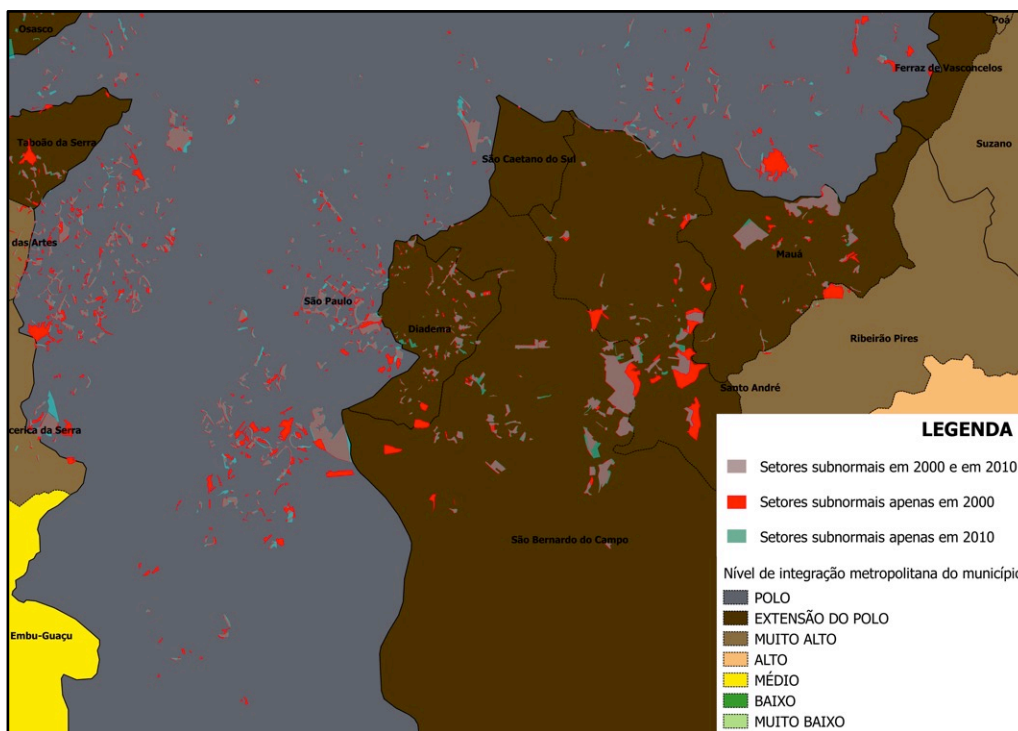 Osasco
Poá
Ferraz de Vasconcelos
Taboão da Serra
Suzano
São Caetano do Sul
das Artes
Mauá
São Paulo
Diadema
Ribeirão Pires
Santo André
cerica da Serra
São Bernardo do Campo
Embu-Guaçu
LEGENDA
Setores subnormais em 2000 e em 2010
Setores subnormais apenas em 2000
Setores subnormais apenas em 2010
Nível de integração metropolitana do município
POLO
EXTENSÃO DO POLO
MUITO ALTO
ALTO
MÉDIO
BAIXO
MUITO BAIXO